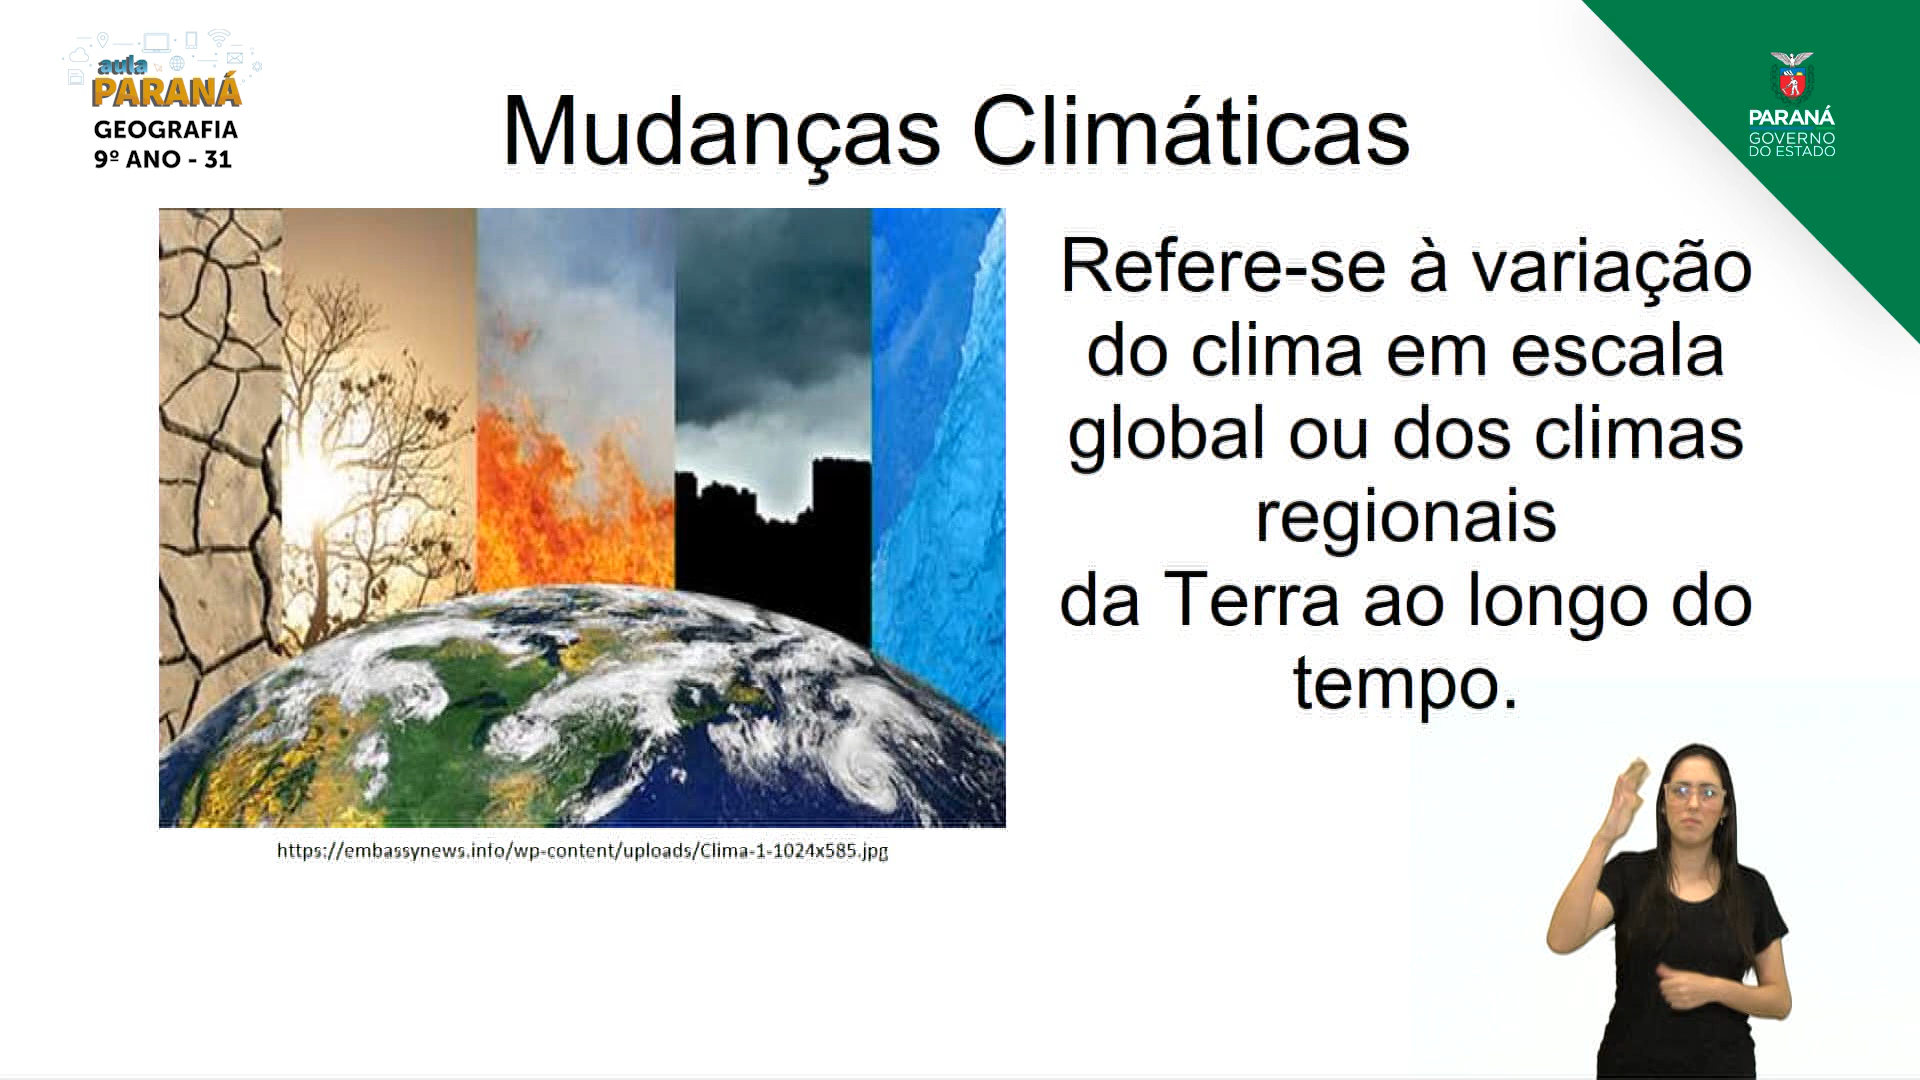 aula
PARANÁ
GEOGRAFIA
9º ANO - 31
Mudanças Climáticas
PARANÁ
GOVERNO
DO ESTADO
Refere-se à variação
do clima em escala
global ou dos climas
regionais
da Terra ao longo do
tempo.
https://embassynews.info/wp-content/uploads/Clima-1-1024x585.jpg